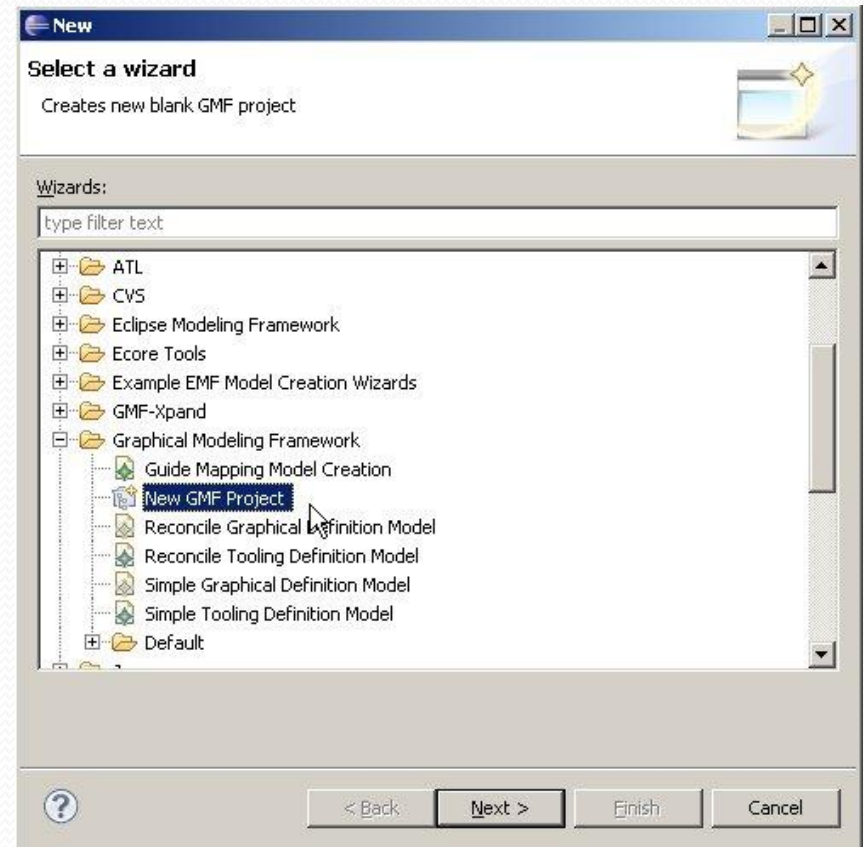 New
Select a wizard
Creates new blank GMF project
Wizards:
type filter text
ATL
CVS
Eclipse Modeling Framework
Ecore Tools
Example EMF Model Creation Wizards
GMF-Xpand
Graphical Modeling Framework
Guide Mapping Model Creation
New GMF Project
Reconcile Graphical Definition Model
Reconcile Tooling Definition Model
Simple Graphical Definition Model
Simple Tooling Definition Model
Default
?
< Back Next > Finish Cancel